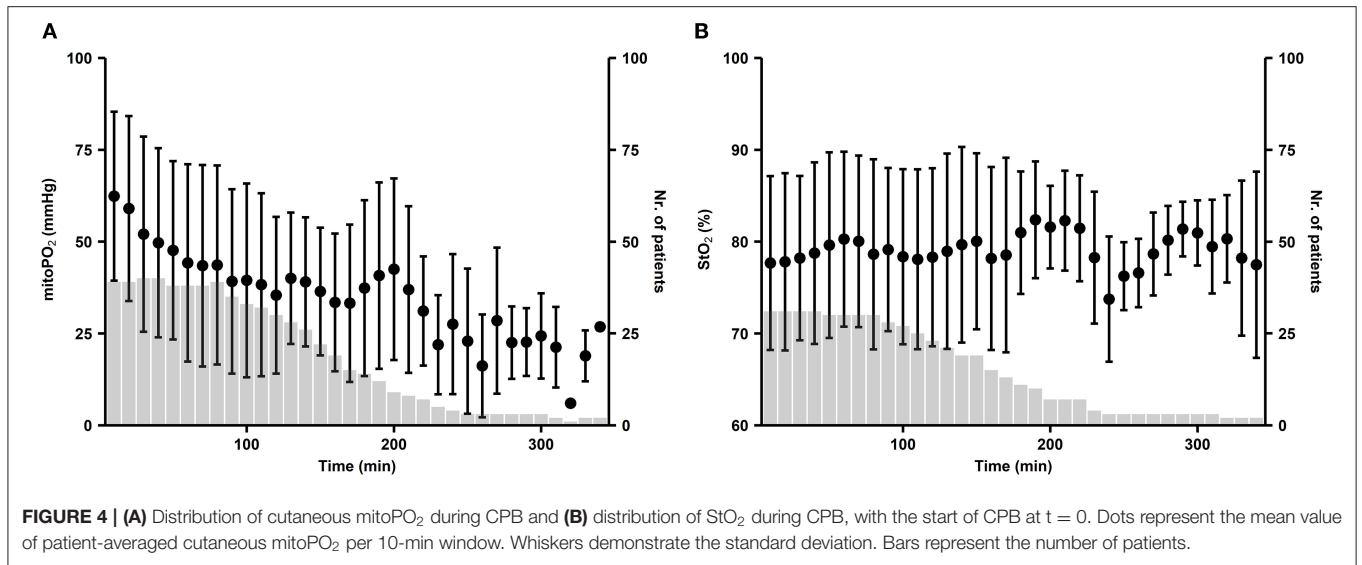 A
B
100
75
50
25
0
mitoPO₂ (mmHg)
100
75
50
25
0
Nr. of patients
100 200 300
Time (min)
100
90
80
70
60
StO₂ (%)
100
75
50
25
0
Nr. of patients
100 200 300
Time (min)
FIGURE 4 | (A) Distribution of cutaneous mitoPO₂ during CPB and (B) distribution of StO₂ during CPB, with the start of CPB at t = 0. Dots represent the mean value
of patient-averaged cutaneous mitoPO₂ per 10-min window. Whiskers demonstrate the standard deviation. Bars represent the number of patients.